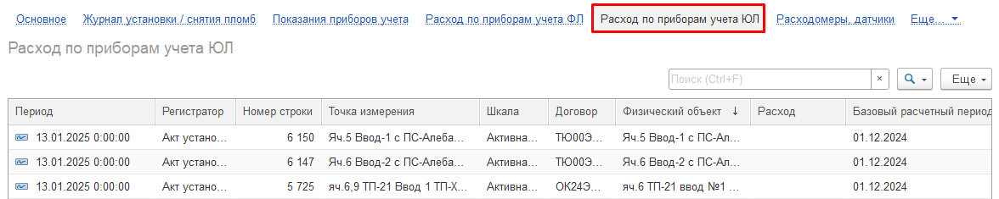 Основное Журнал установки / снятия пломб Показания приборов учета Расход по приборам учета ФЛ Расход по приборам учета ЮЛ Расходомеры, датчики Еще...
Расход по приборам учета ЮЛ
Поиск (Ctrl+F) × Еще
Период Регистратор Номер строки Точка измерения Шкала Договор Физический объект ↓ Расход Базовый расчетный период
13.01.2025 0:00:00 Акт устано... 6 150 Яч.5 Ввод-1 с ПС-Алеба... Активна... ТЮ00Э... Яч.5 Ввод-1 с ПС-Ал... 01.12.2024
13.01.2025 0:00:00 Акт устано... 6 147 Яч.6 Ввод-2 с ПС-Алеба... Активна... ТЮ00Э... Яч.6 Ввод-2 с ПС-Ал... 01.12.2024
13.01.2025 0:00:00 Акт устано... 5 725 яч.6,9 ТП-21 Ввод 1 ТП-Х... Активна... ОК24Э... яч.6 ТП-21 ввод №1 ... 01.12.2024